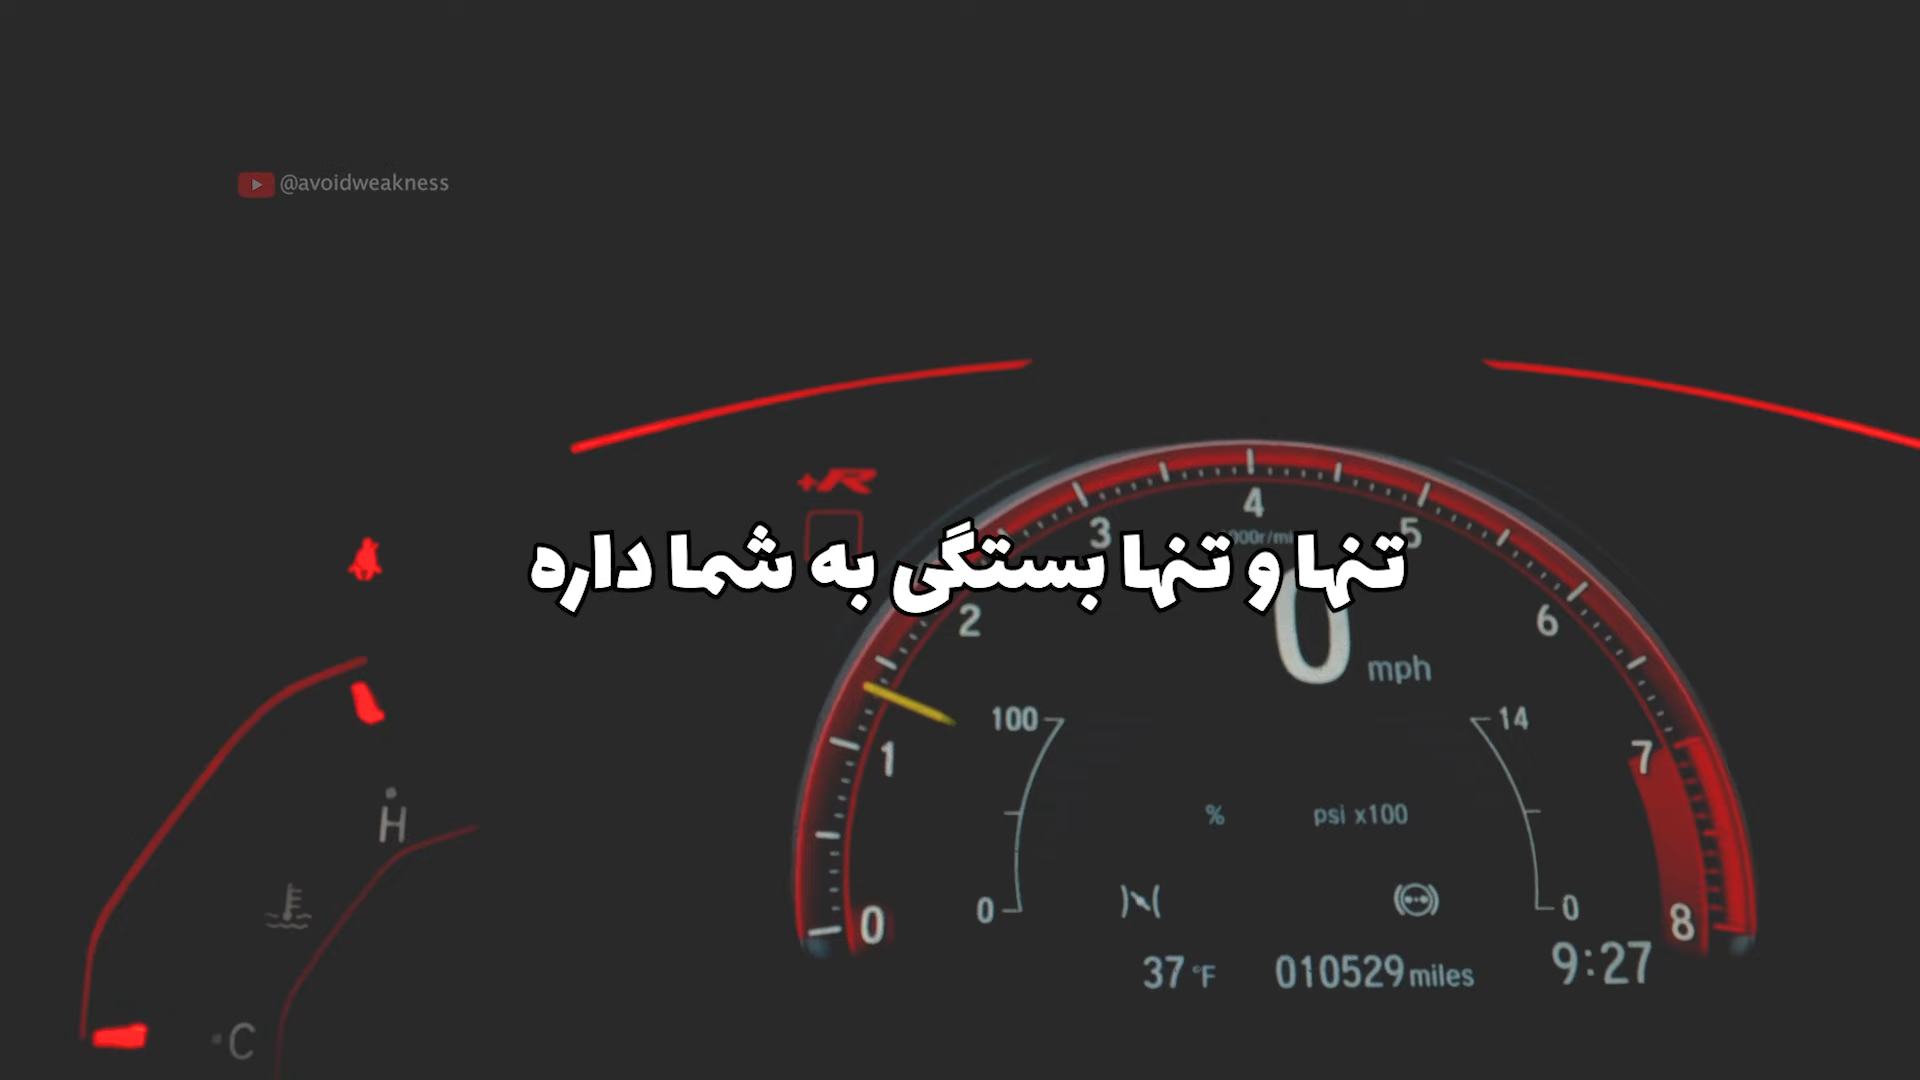 @avoidweakness
+R
تنها و تنها بستگی به شما داره
0
1
2
3
4
5
6
7
8
0 mph
100
0
14
0
%
psi x100
37 °F
010529 miles
9:27
H
C